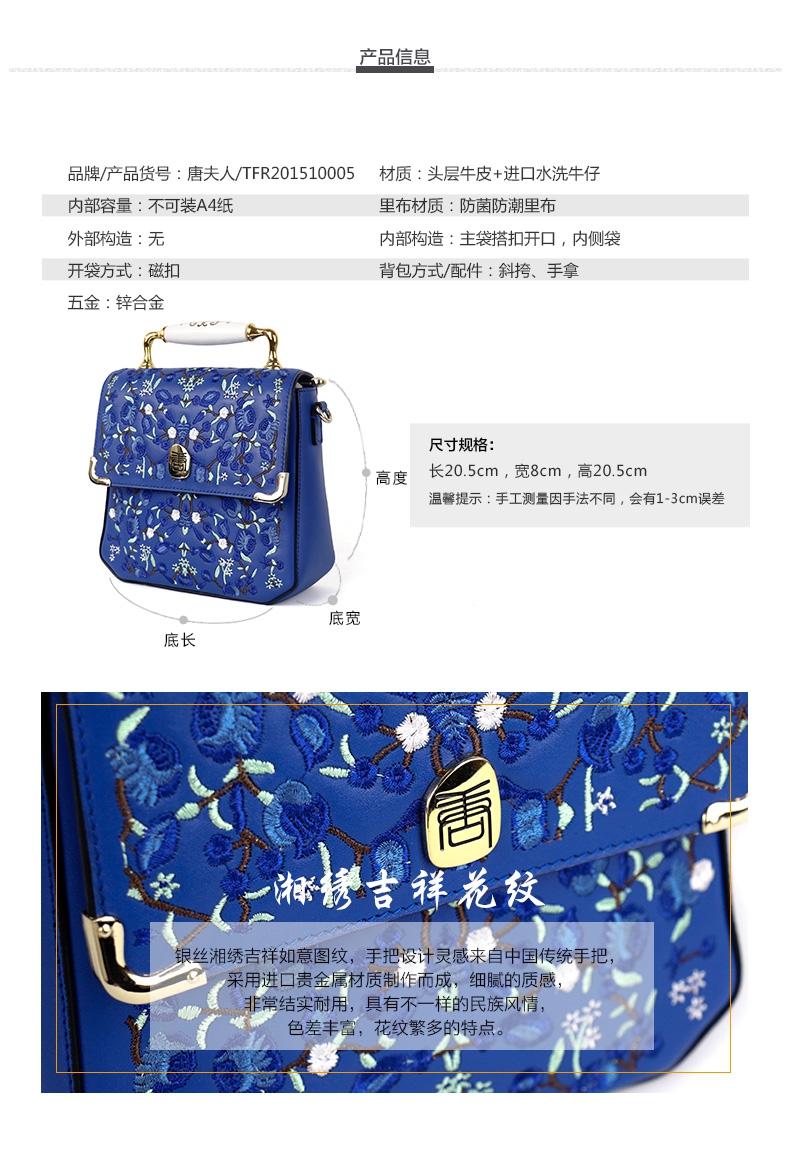 产品信息
品牌/产品货号：唐夫人/TFR201510005 材质：头层牛皮+进口水洗牛仔
内部容量：不可装A4纸 里布材质：防菌防潮里布
外部构造：无 内部构造：主袋搭扣开口，内侧袋
开袋方式：磁扣 背包方式/配件：斜挎、手拿
五金：锌合金
高度
尺寸规格：
长20.5cm，宽8cm，高20.5cm
温馨提示：手工测量因手法不同，会有1-3cm误差
底宽
底长
唐
湘绣吉祥花纹
银丝湘绣吉祥如意图纹，手把设计灵感来自中国传统手把，
采用进口贵金属材质制作而成，细腻的质感，
非常结实耐用，具有不一样的民族风情，
色差丰富，花纹繁多的特点。